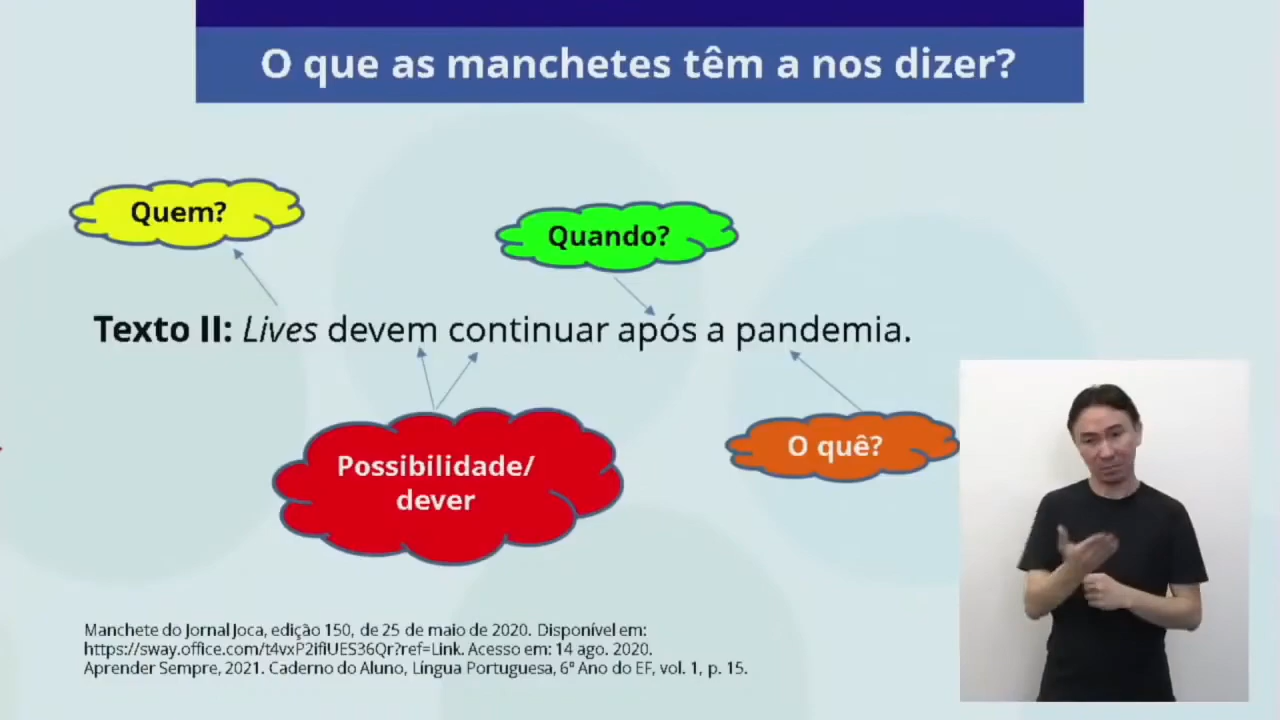 O que as manchetes têm a nos dizer?
Quem?
Quando?
Texto II: Lives devem continuar após a pandemia.
Possibilidade/
dever
O quê?
Manchete do Jornal Joca, edição 150, de 25 de maio de 2020. Disponível em:
https://sway.office.com/t4vxP2ifiUES36Qr?ref=Link. Acesso em: 14 ago. 2020.
Aprender Sempre, 2021. Caderno do Aluno, Língua Portuguesa, 6º Ano do EF, vol. 1, p. 15.